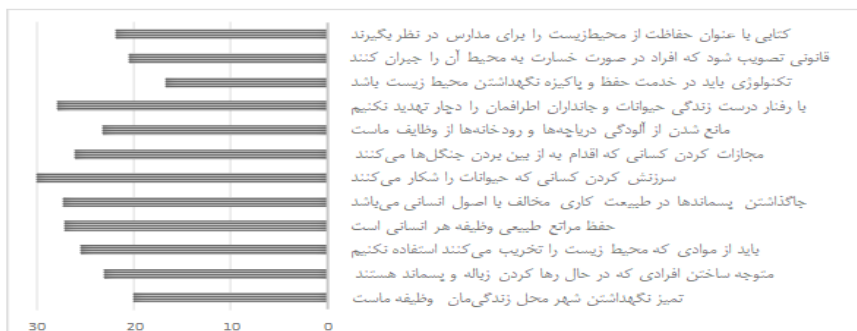 کتابی با عنوان حفاظت از محیطزیست را برای مدارس در نظر بگیرند
قانونی تصویب شود که افراد در صورت خسارت به محیط آن را جبران کنند
تکنولوژی باید در خدمت حفظ و پاکیزه نگهداشتن محیط زیست باشد
با رفتار درست زندگی حیوانات و جانداران اطرافمان را دچار تهدید نکنیم
مانع شدن از آلودگی دریاچه‌ها و رودخانه‌ها از وظایف ماست
مجازات کردن کسانی که اقدام به از بین بردن جنگل‌ها می‌کنند
سرزنش کردن کسانی که حیوانات را شکار می‌کنند
جاگذاشتن پسماندها در طبیعت کاری مخالف با اصول انسانی می‌باشد
حفظ مراتع طبیعی وظیفه هر انسانی است
باید از موادی که محیط زیست را تخریب می‌کنند استفاده نکنیم
متوجه ساختن افرادی که در حال رها کردن زباله و پسماند هستند
تمیز نگهداشتن شهر محل زندگی‌مان وظیفه ماست
30 20 10 0